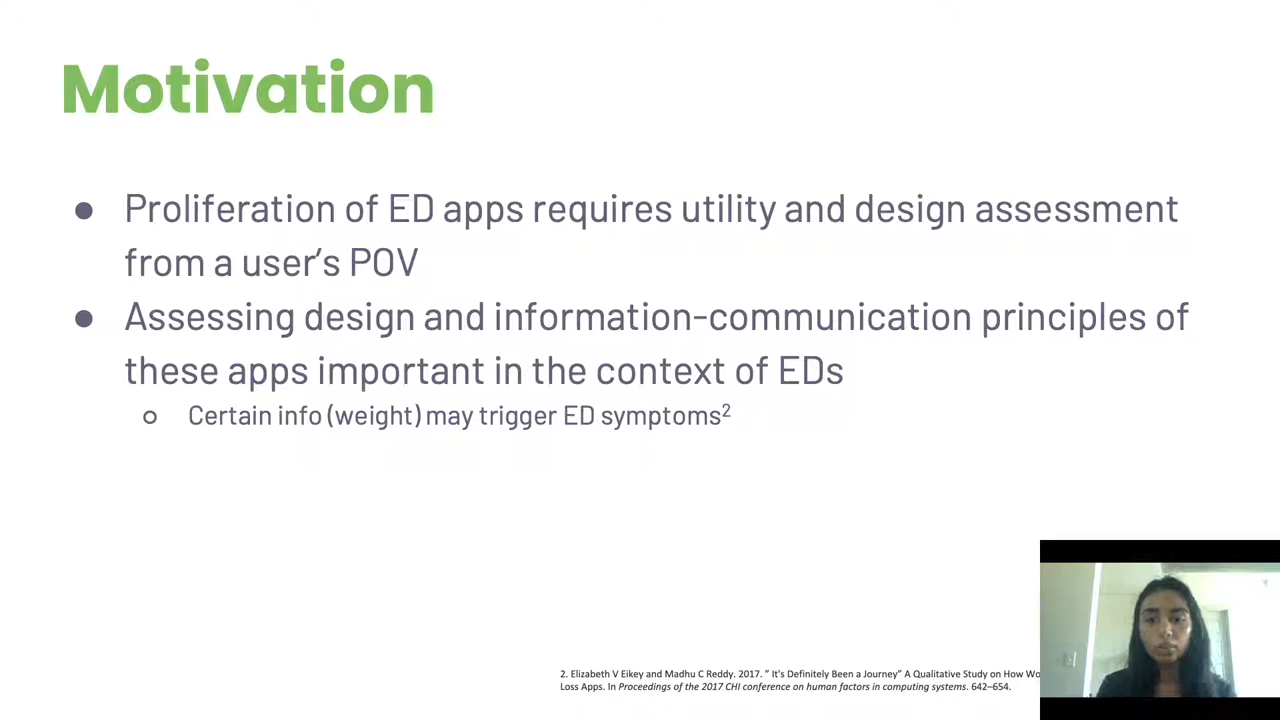 Motivation
● Proliferation of ED apps requires utility and design assessment
from a user’s POV
● Assessing design and information-communication principles of
these apps important in the context of EDs
○ Certain info (weight) may trigger ED symptoms²
2. Elizabeth V Eikey and Madhu C Reddy. 2017. " It's Definitely Been a Journey” A Qualitative Study on How
Loss Apps. In Proceedings of the 2017 CHI conference on human factors in computing systems. 642–654.